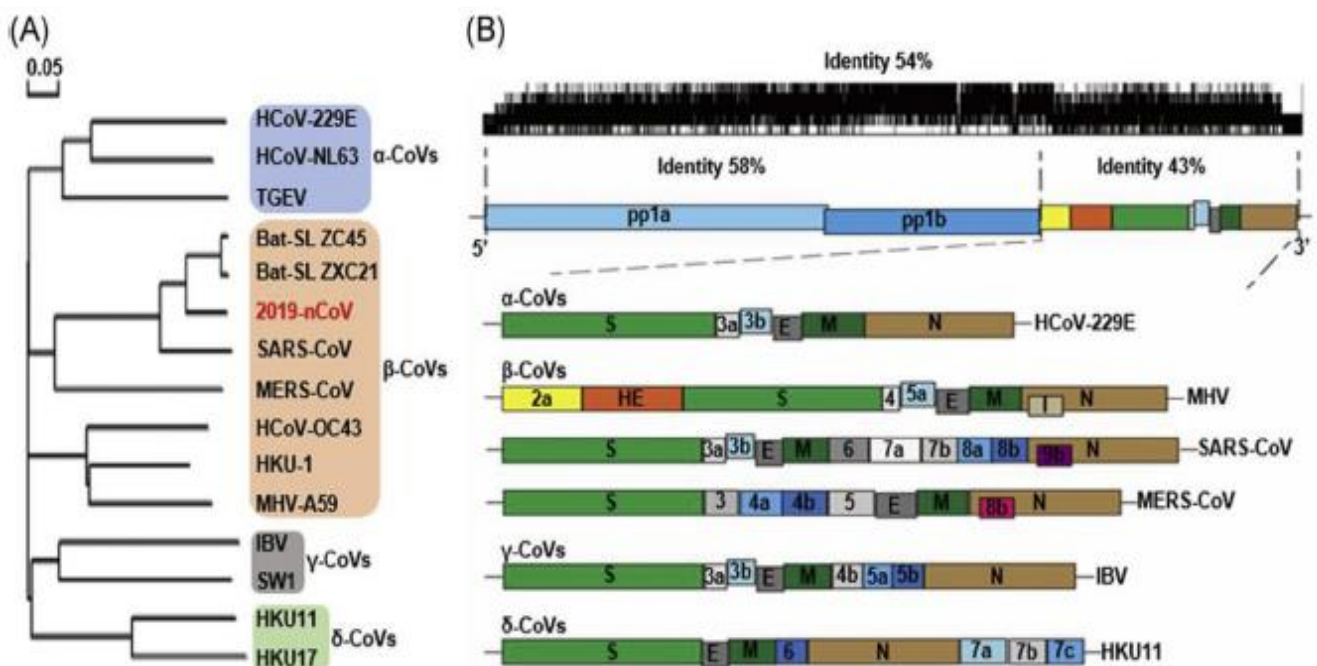 (A)
0.05
HCoV-229E
HCoV-NL63
α-CoVs
TGEV
Bat-SL ZC45
Bat-SL ZXC21
2019-nCoV
SARS-CoV
β-CoVs
MERS-CoV
HCoV-OC43
HKU-1
MHV-A59
IBV
γ-CoVs
SW1
HKU11
δ-CoVs
HKU17
(B)
Identity 54%
Identity 58% Identity 43%
pp1a pp1b
5' 3'
α-CoVs
S 3a 3b E M N HCoV-229E
β-CoVs
2a HE S 4 5a E M I N MHV
S 3a 3b E M 6 7a 7b 8a 8b 9b N SARS-CoV
S 3 4a 4b 5 E M 8b N MERS-CoV
γ-CoVs
S 3a 3b E M 4b 5a 5b N IBV
δ-CoVs
S E M 6 N 7a 7b 7c HKU11